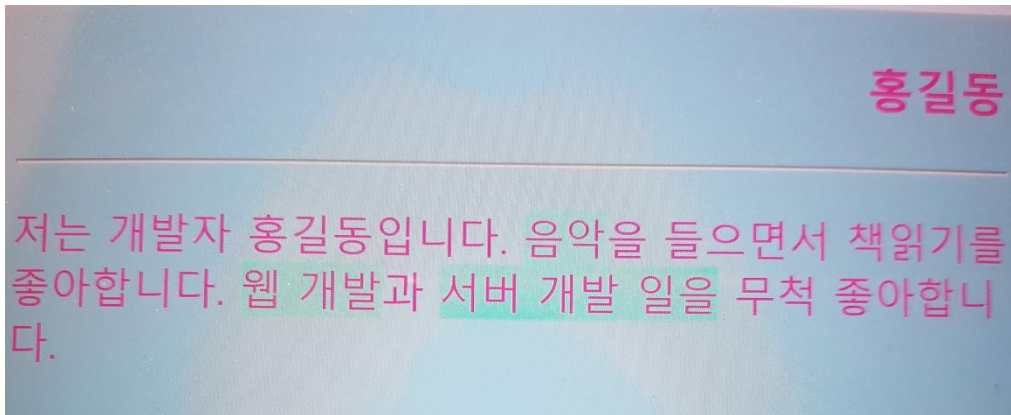 홍길동
저는 개발자 홍길동입니다. 음악을 들으면서 책읽기를
좋아합니다. 웹 개발과 서버 개발 일을 무척 좋아합니
다.